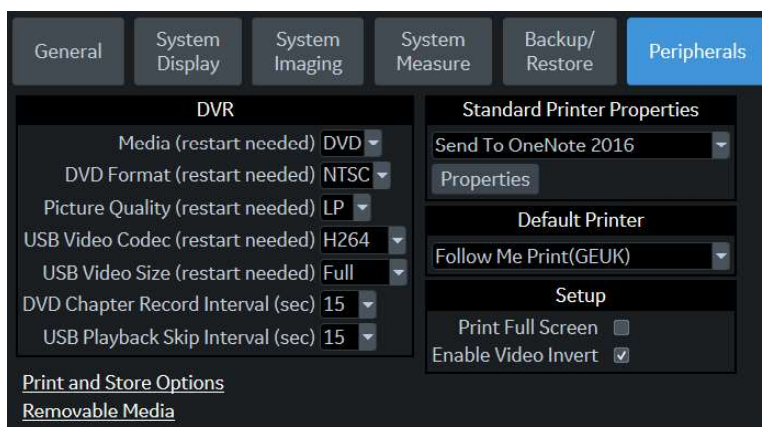 General
System
Display
System
Imaging
System
Measure
Backup/
Restore
Peripherals
DVR
Media (restart needed) DVD
DVD Format (restart needed) NTSC
Picture Quality (restart needed) LP
USB Video Codec (restart needed) H264
USB Video Size (restart needed) Full
DVD Chapter Record Interval (sec) 15
USB Playback Skip Interval (sec) 15
Print and Store Options
Removable Media
Standard Printer Properties
Send To OneNote 2016
Properties
Default Printer
Follow Me Print(GEUK)
Setup
Print Full Screen
Enable Video Invert